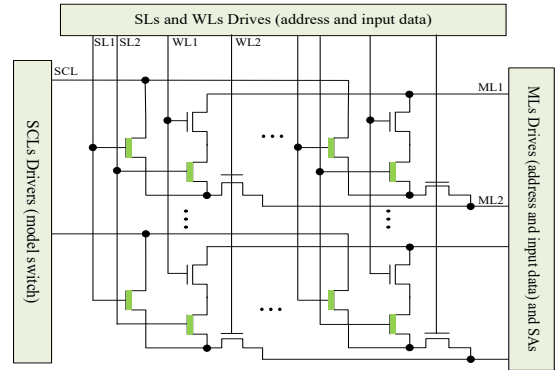 SLs and WLs Drives (address and input data)
SL1 SL2 WL1 WL2
SCL
ML1
SCLs Drivers (model switch)
MLs Drives (address and input data) and SAs
ML2